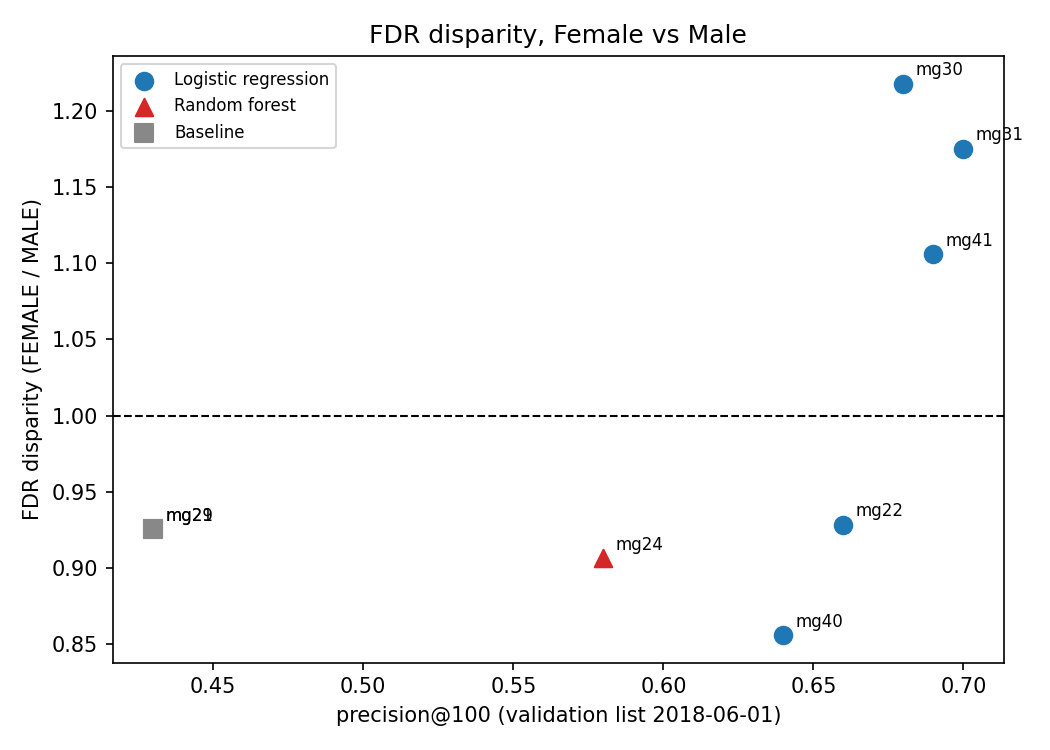 FDR disparity, Female vs Male
Logistic regression
Random forest
Baseline
mg30
mg31
mg41
mg22
mg24
mg40
mg29
1.20
1.15
1.10
1.05
1.00
0.95
0.90
0.85
FDR disparity (FEMALE / MALE)
0.45 0.50 0.55 0.60 0.65 0.70
precision@100 (validation list 2018-06-01)